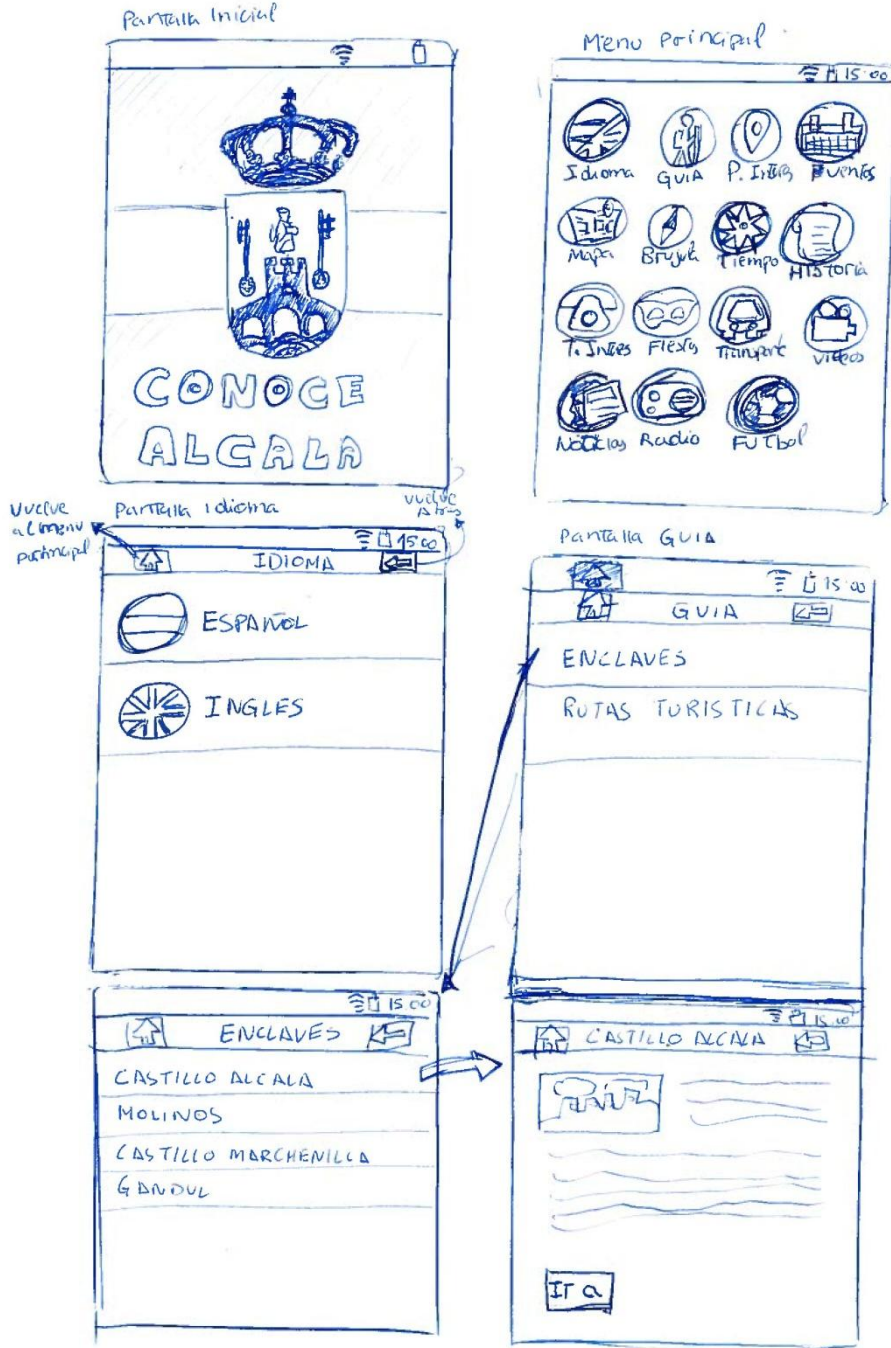 Pantalla Inicial
CONOCE
ALCALA
Menu principal
15:00
Idioma GUIA P. Interes Puentes
Mapa Brujula Tiempo HISTORIA
T. Interes Fiestas Transporte videos
Noticias Radio FUTbol
vuelve
al menu
principal
Pantalla idioma
vuelve
Atras
15:00
IDIOMA
ESPAÑOL
INGLES
Pantalla GUIA
15:00
GUIA
ENCLAVES
RUTAS TURISTICAS
15:00
ENCLAVES
CASTILLO ALCALA
MOLINOS
CASTILLO MARCHENILLA
GANDUL
15:00
CASTILLO ALCALA
IT a